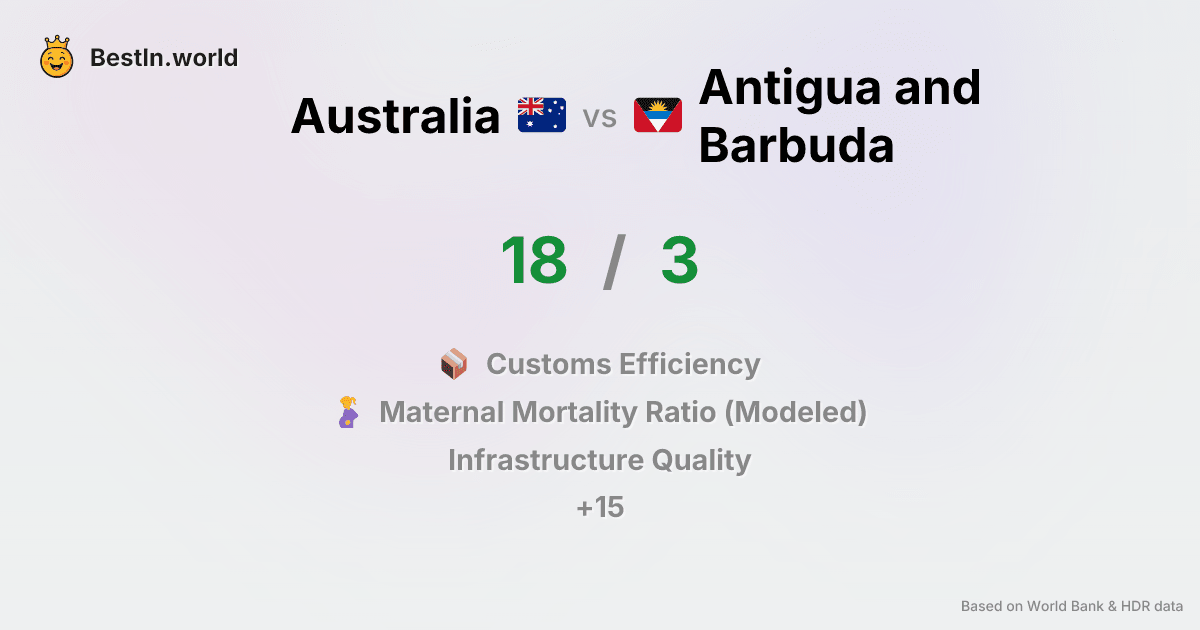 BestIn.world
Australia vs Antigua and
Barbuda
18 / 3
Customs Efficiency
Maternal Mortality Ratio (Modeled)
Infrastructure Quality
+15
Based on World Bank & HDR data